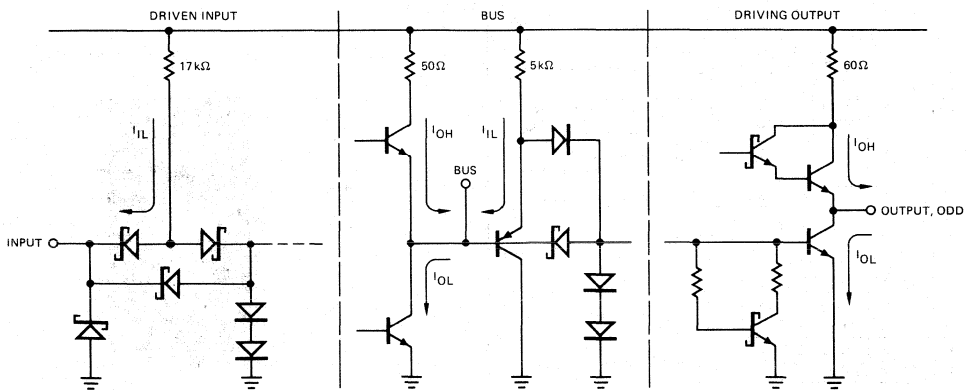 DRIVEN INPUT
BUS
DRIVING OUTPUT
17kΩ
50Ω
5kΩ
60Ω
I_IL
I_OH
I_IL
I_OH
BUS
INPUT
OUTPUT, ODD
I_OL
I_OL